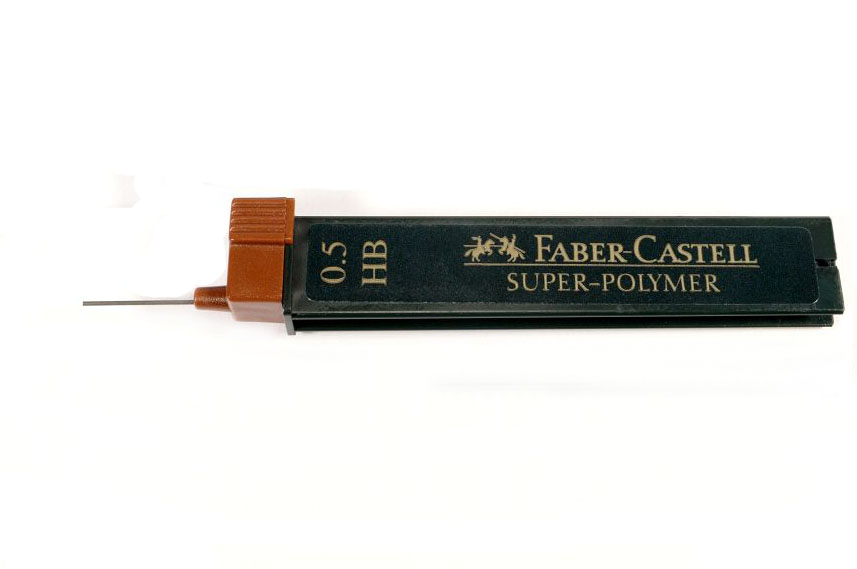 0.5
HB
FABER-CASTELL
SUPER-POLYMER